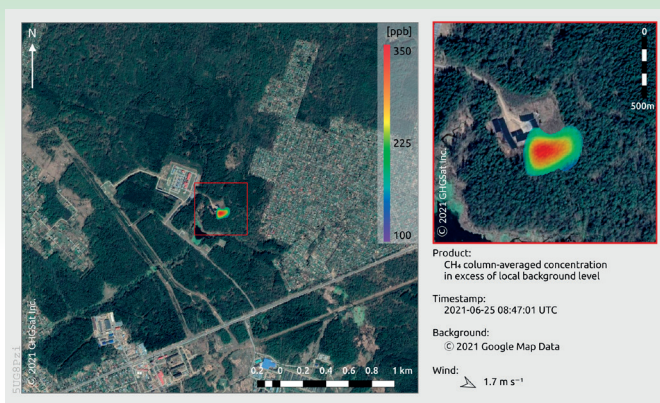 N
[ppb]
350
225
100
0.2 0 0.2 0.4 0.6 0.8 1 km
© 2021 GHGSat Inc.
5UG8Pzi
0
500m
© 2021 GHGSat Inc.
Product:
CH₄ column-averaged concentration
in excess of local background level
Timestamp:
2021-06-25 08:47:01 UTC
Background:
© 2021 Google Map Data
Wind:
1.7 m s⁻¹